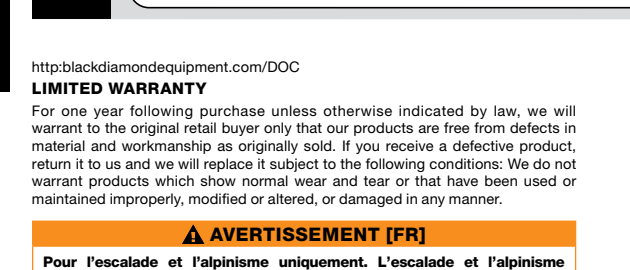 http:blackdiamondequipment.com/DOC
LIMITED WARRANTY
For one year following purchase unless otherwise indicated by law, we will
warrant to the original retail buyer only that our products are free from defects in
material and workmanship as originally sold. If you receive a defective product,
return it to us and we will replace it subject to the following conditions: We do not
warrant products which show normal wear and tear or that have been used or
maintained improperly, modified or altered, or damaged in any manner.
AVERTISSEMENT [FR]
Pour l'escalade et l'alpinisme uniquement. L'escalade et l'alpinisme